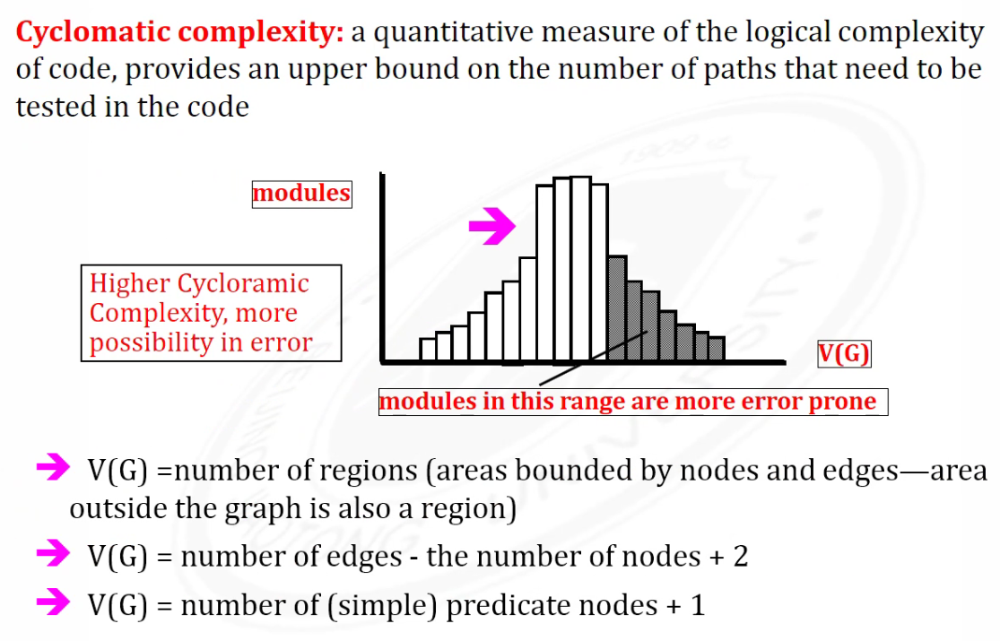 Cyclomatic complexity: a quantitative measure of the logical complexity
of code, provides an upper bound on the number of paths that need to be
tested in the code
modules
Higher Cycloramic
Complexity, more
possibility in error
V(G)
modules in this range are more error prone
V(G) =number of regions (areas bounded by nodes and edges—area
outside the graph is also a region)
V(G) = number of edges - the number of nodes + 2
V(G) = number of (simple) predicate nodes + 1